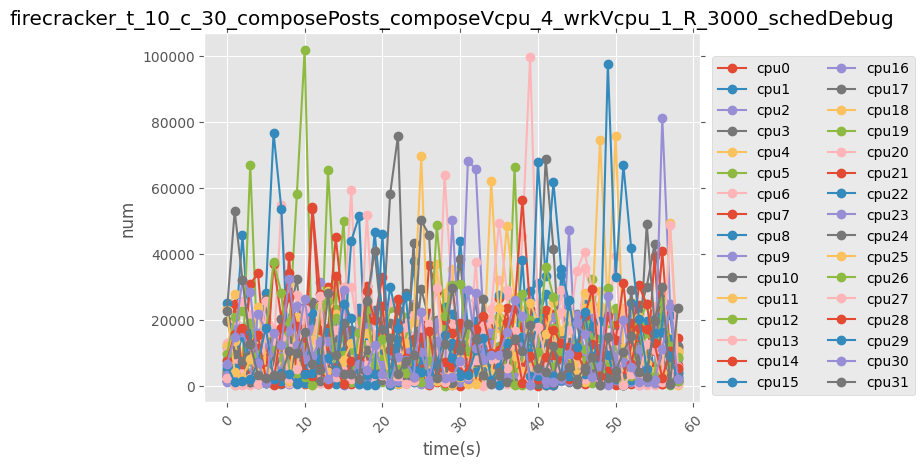 firecracker_t_10_c_30_composePosts_composeVcpu_4_wrkVcpu_1_R_3000_schedDebug
num
100000
80000
60000
40000
20000
0
0
10
20
30
40
50
60
time(s)
cpu0
cpu1
cpu2
cpu3
cpu4
cpu5
cpu6
cpu7
cpu8
cpu9
cpu10
cpu11
cpu12
cpu13
cpu14
cpu15
cpu16
cpu17
cpu18
cpu19
cpu20
cpu21
cpu22
cpu23
cpu24
cpu25
cpu26
cpu27
cpu28
cpu29
cpu30
cpu31